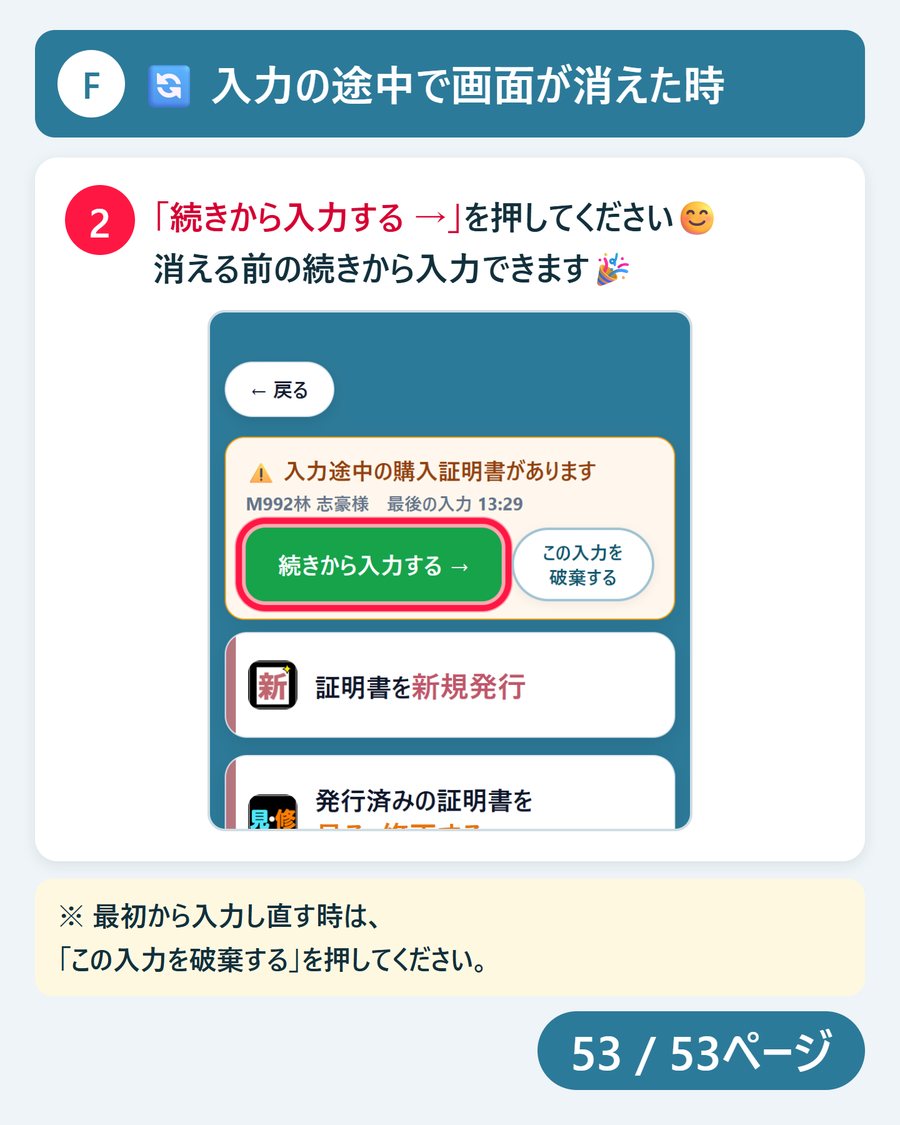 F 🔄 入力の途中で画面が消えた時
2 「続きから入力する →」を押してください😊
消える前の続きから入力できます🎉
← 戻る
⚠️ 入力途中の購入証明書があります
M992林 志豪様 最後の入力 13:29
続きから入力する →
この入力を
破棄する
新 証明書を新規発行
発行済みの証明書を
見・修
※ 最初から入力し直す時は、
「この入力を破棄する」を押してください。
53 / 53ページ